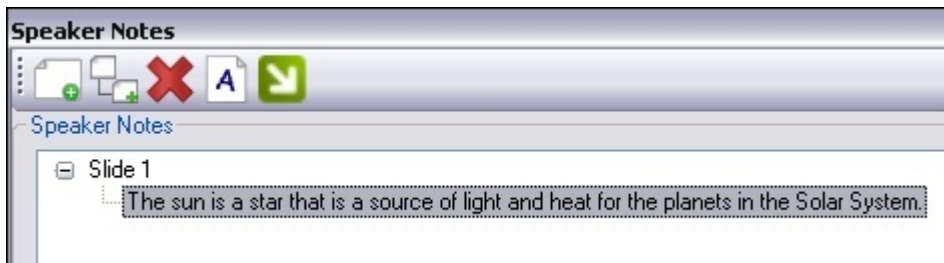 Speaker Notes
A
Speaker Notes
Slide 1
The sun is a star that is a source of light and heat for the planets in the Solar System.